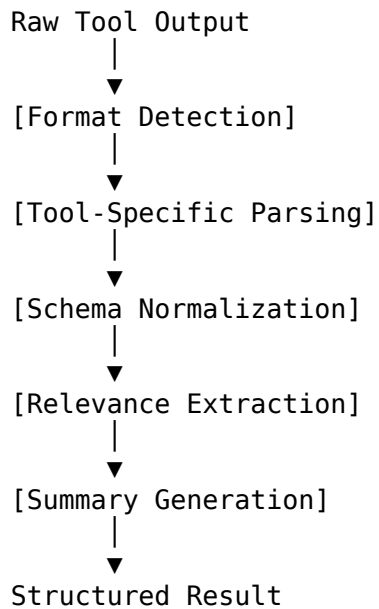 Raw Tool Output
[Format Detection]
[Tool-Specific Parsing]
[Schema Normalization]
[Relevance Extraction]
[Summary Generation]
Structured Result